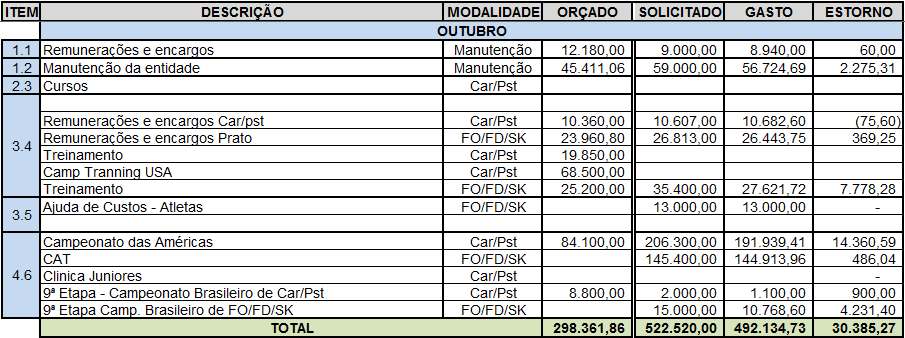 ITEM DESCRIÇÃO MODALIDADE ORÇADO SOLICITADO GASTO ESTORNO
OUTUBRO
1.1 Remunerações e encargos Manutenção 12.180,00 9.000,00 8.940,00 60,00
1.2 Manutenção da entidade Manutenção 45.411,06 59.000,00 56.724,69 2.275,31
2.3 Cursos Car/Pst
3.4
Remunerações e encargos Car/pst Car/Pst 10.360,00 10.607,00 10.682,60 (75,60)
Remunerações e encargos Prato FO/FD/SK 23.960,80 26.813,00 26.443,75 369,25
Treinamento Car/Pst 19.850,00
Camp Tranning USA Car/Pst 68.500,00
Treinamento FO/FD/SK 25.200,00 35.400,00 27.621,72 7.778,28
3.5
Ajuda de Custos - Atletas FO/FD/SK 13.000,00 13.000,00 -
4.6
Campeonato das Américas Car/Pst 84.100,00 206.300,00 191.939,41 14.360,59
CAT FO/FD/SK 145.400,00 144.913,96 486,04
Clinica Juniores Car/Pst -
9ª Etapa - Campeonato Brasileiro de Car/Pst Car/Pst 8.800,00 2.000,00 1.100,00 900,00
9ª Etapa Camp. Brasileiro de FO/FD/SK FO/FD/SK 15.000,00 10.768,60 4.231,40
TOTAL 298.361,86 522.520,00 492.134,73 30.385,27